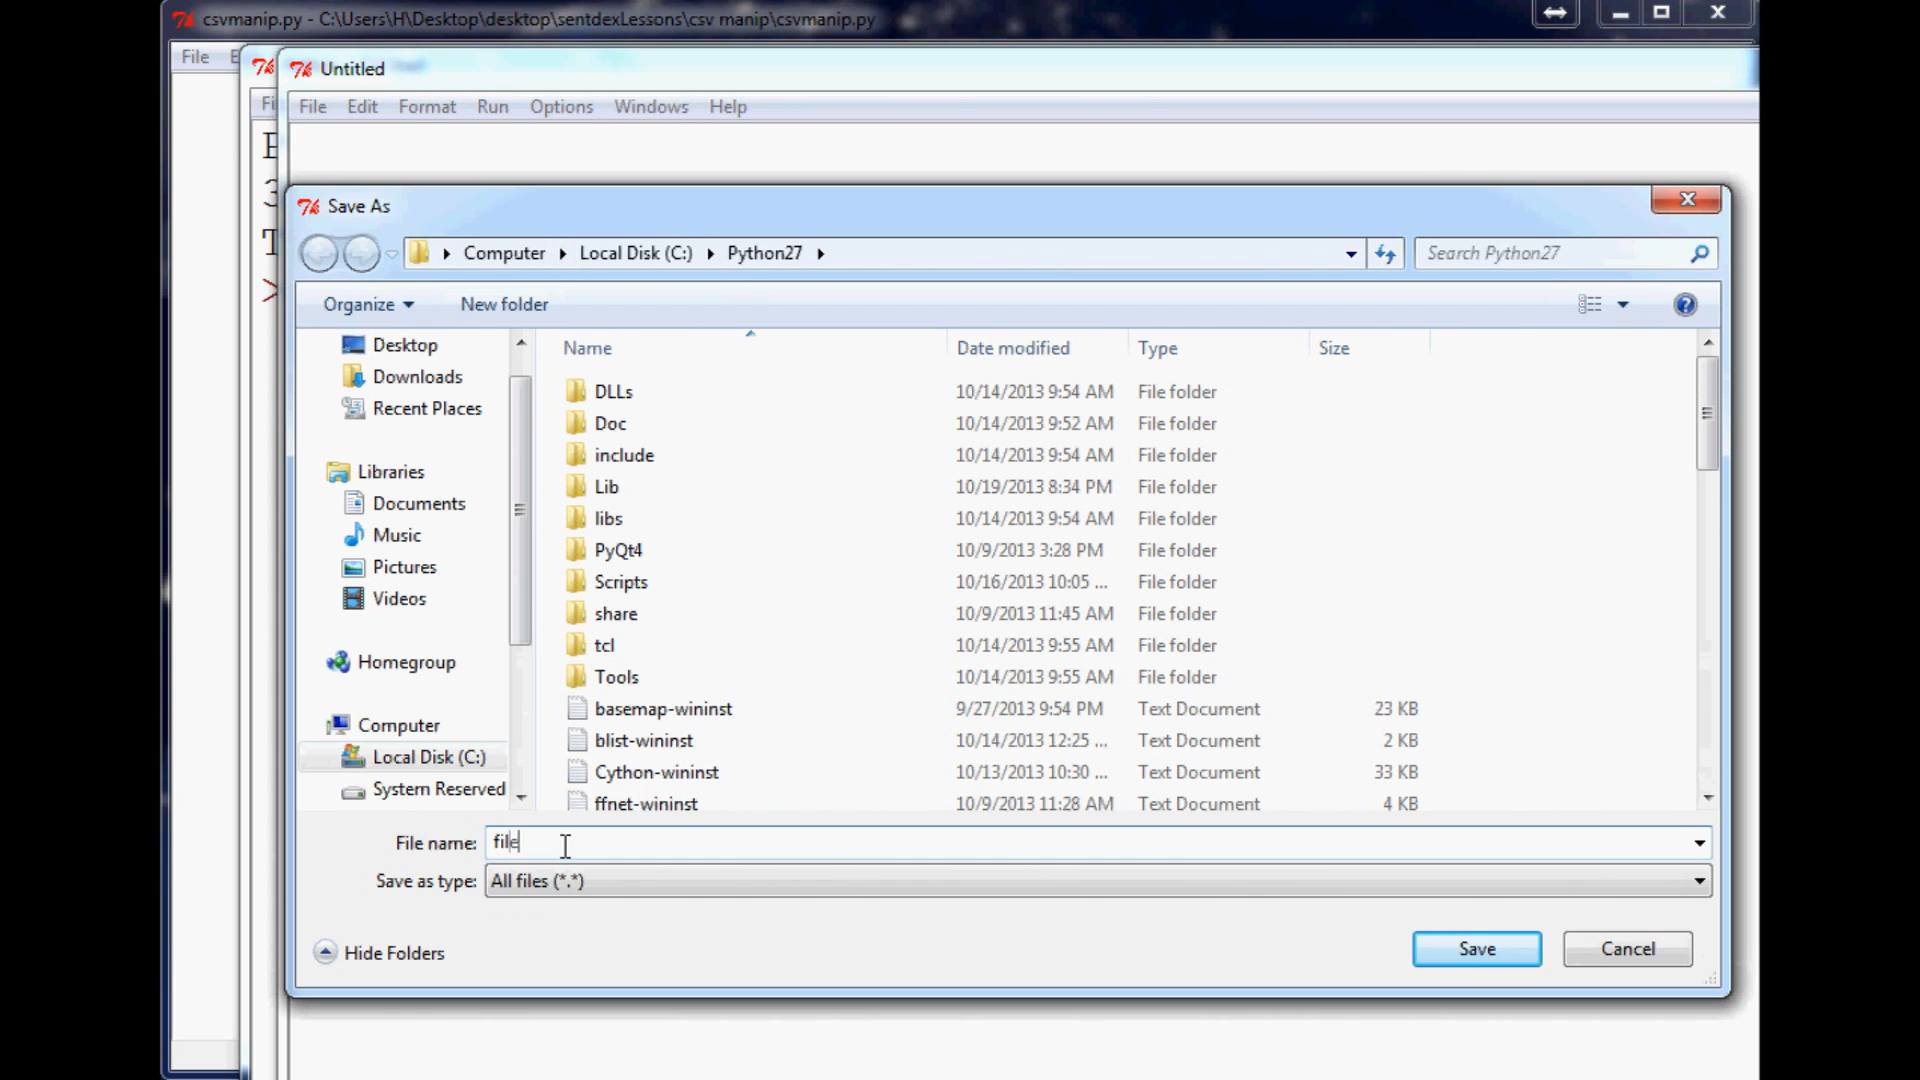 csvmanip.py - C:\Users\H\Desktop\desktop\sentdexLessons\csv manip\csvmanip.py
File
Untitled
File Edit Format Run Options Windows Help
Save As
Computer Local Disk (C:) Python27
Search Python27
Organize New folder
Desktop
Downloads
Recent Places
Libraries
Documents
Music
Pictures
Videos
Homegroup
Computer
Local Disk (C:)
System Reserved
Name Date modified Type Size
DLLs 10/14/2013 9:54 AM File folder
Doc 10/14/2013 9:52 AM File folder
include 10/14/2013 9:54 AM File folder
Lib 10/19/2013 8:34 PM File folder
libs 10/14/2013 9:54 AM File folder
PyQt4 10/9/2013 3:28 PM File folder
Scripts 10/16/2013 10:05 ... File folder
share 10/9/2013 11:45 AM File folder
tcl 10/14/2013 9:55 AM File folder
Tools 10/14/2013 9:55 AM File folder
basemap-wininst 9/27/2013 9:54 PM Text Document 23 KB
blist-wininst 10/14/2013 12:25 ... Text Document 2 KB
Cython-wininst 10/13/2013 10:30 ... Text Document 33 KB
ffnet-wininst 10/9/2013 11:28 AM Text Document 4 KB
File name: file
Save as type: All files (*.*)
Hide Folders
Save Cancel